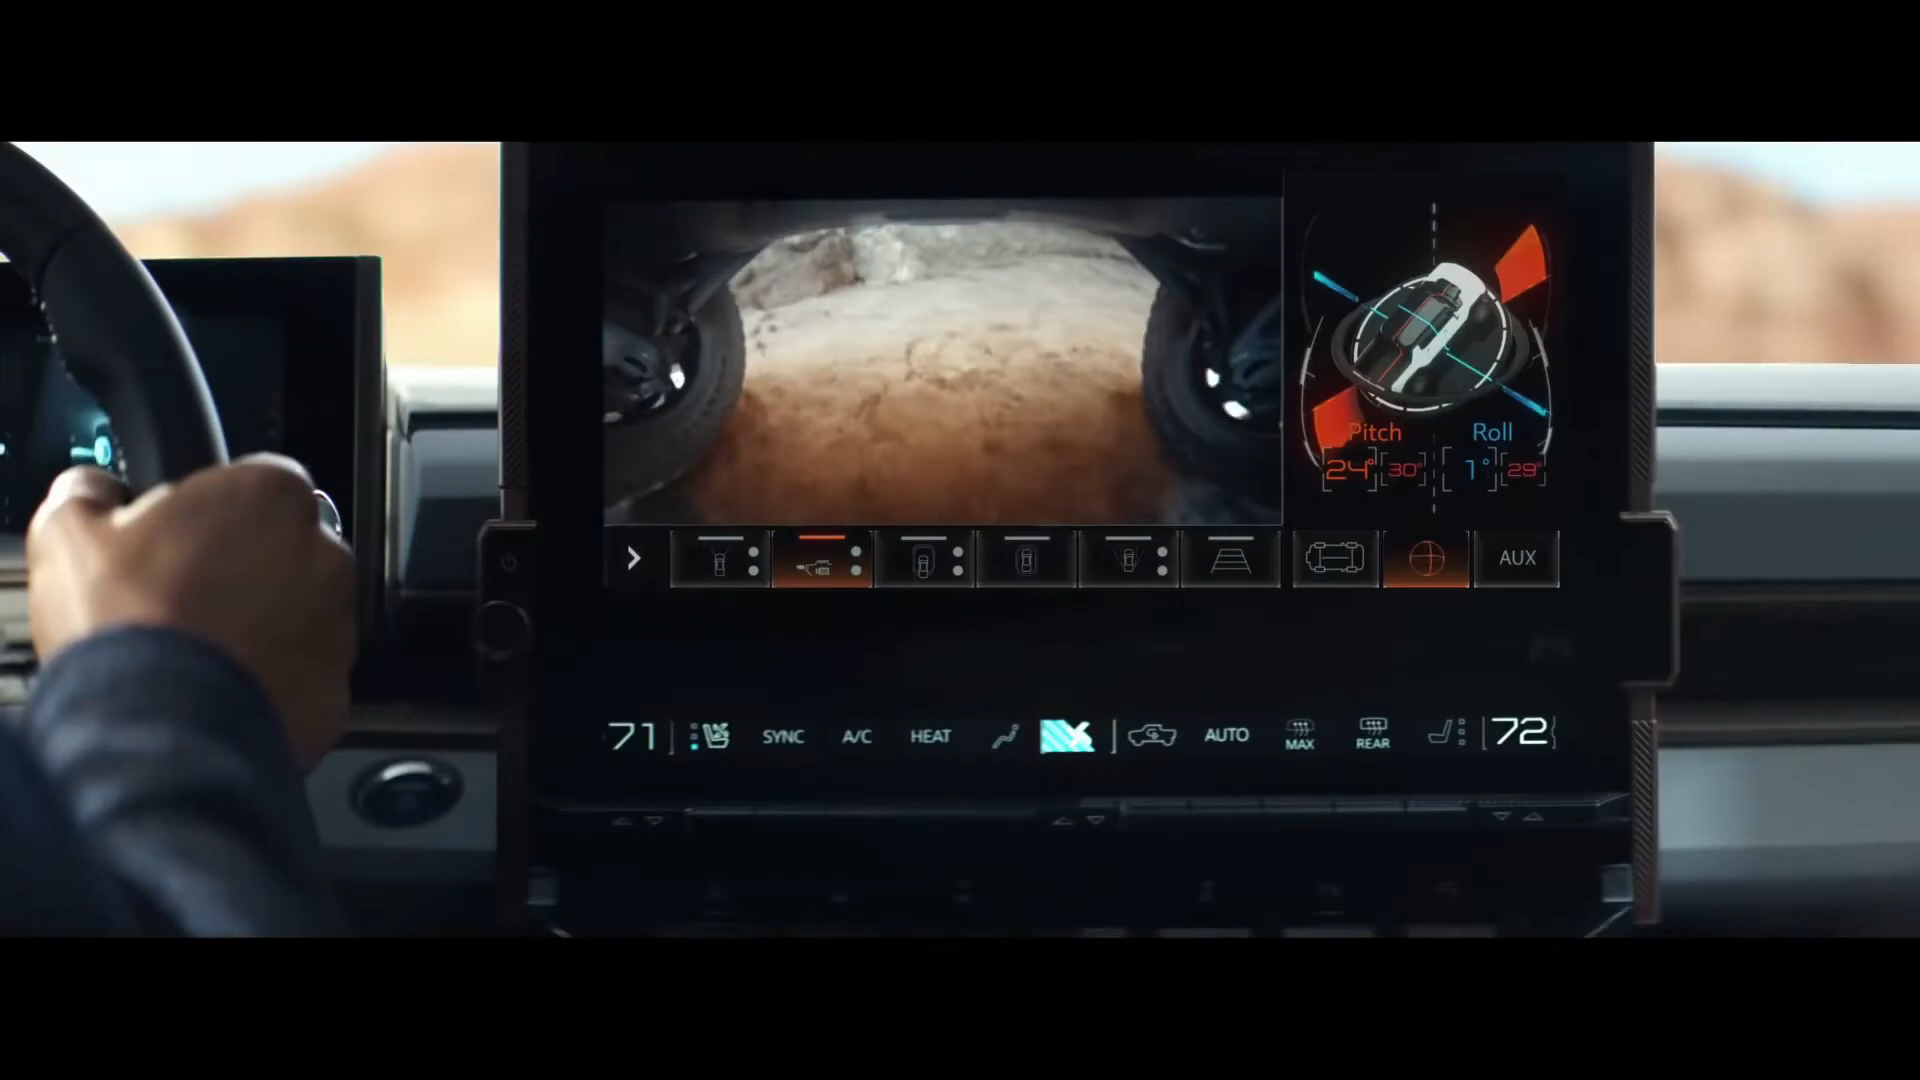 Pitch Roll
24° 30° 1° 29°
AUX
71 SYNC A/C HEAT AUTO MAX REAR 72